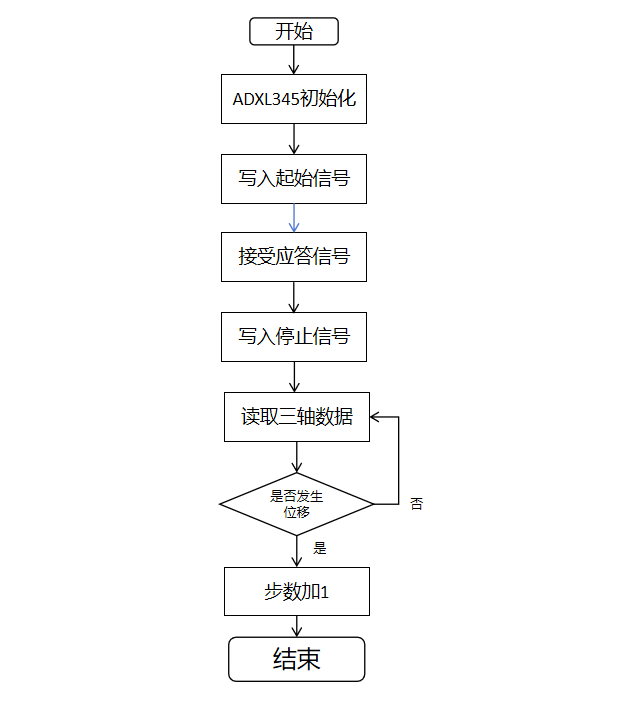 开始
ADXL345初始化
写入起始信号
接受应答信号
写入停止信号
读取三轴数据
是否发生
位移
否
是
步数加1
结束